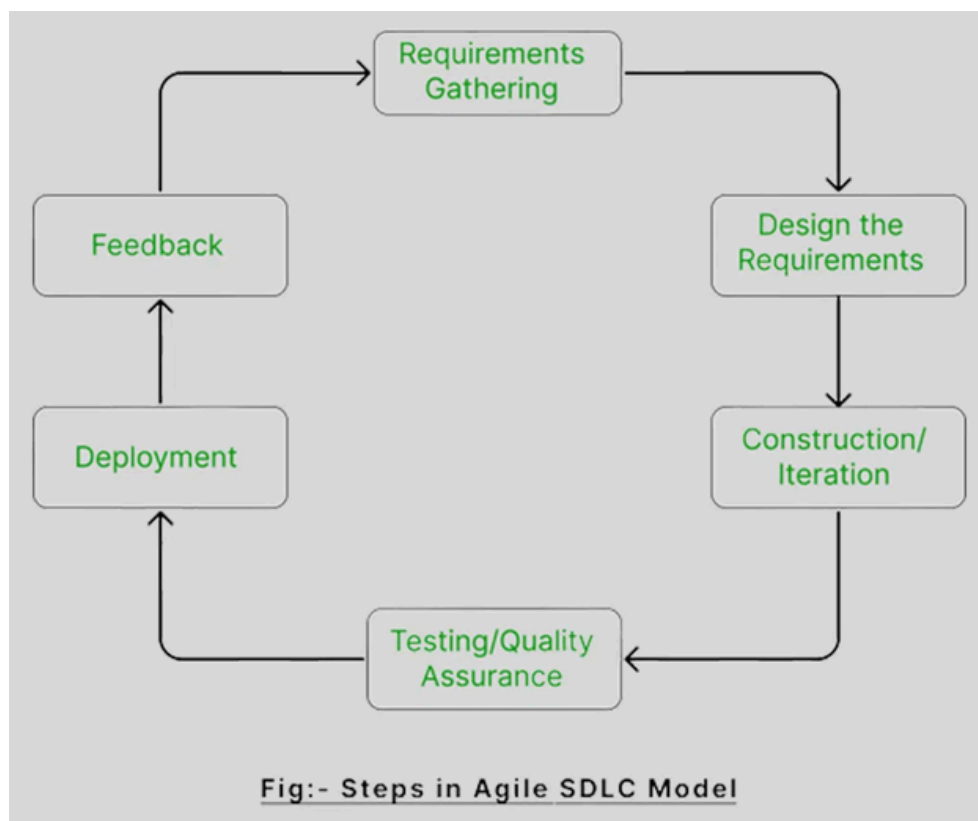 Requirements
Gathering
Design the
Requirements
Construction/
Iteration
Testing/Quality
Assurance
Deployment
Feedback
Fig:- Steps in Agile SDLC Model